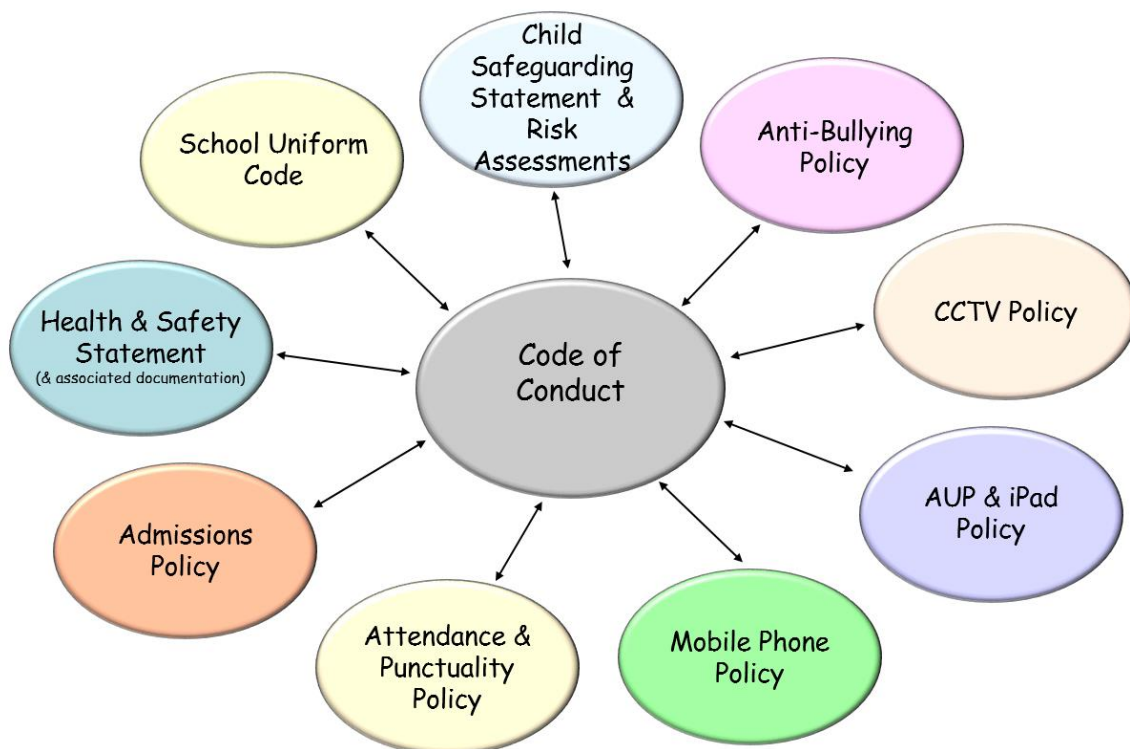 Child
Safeguarding
Statement &
Risk
Assessments
Anti-Bullying
Policy
CCTV Policy
AUP & iPad
Policy
Mobile Phone
Policy
Attendance &
Punctuality
Policy
Admissions
Policy
Health & Safety
Statement
(& associated documentation)
School Uniform
Code
Code of
Conduct